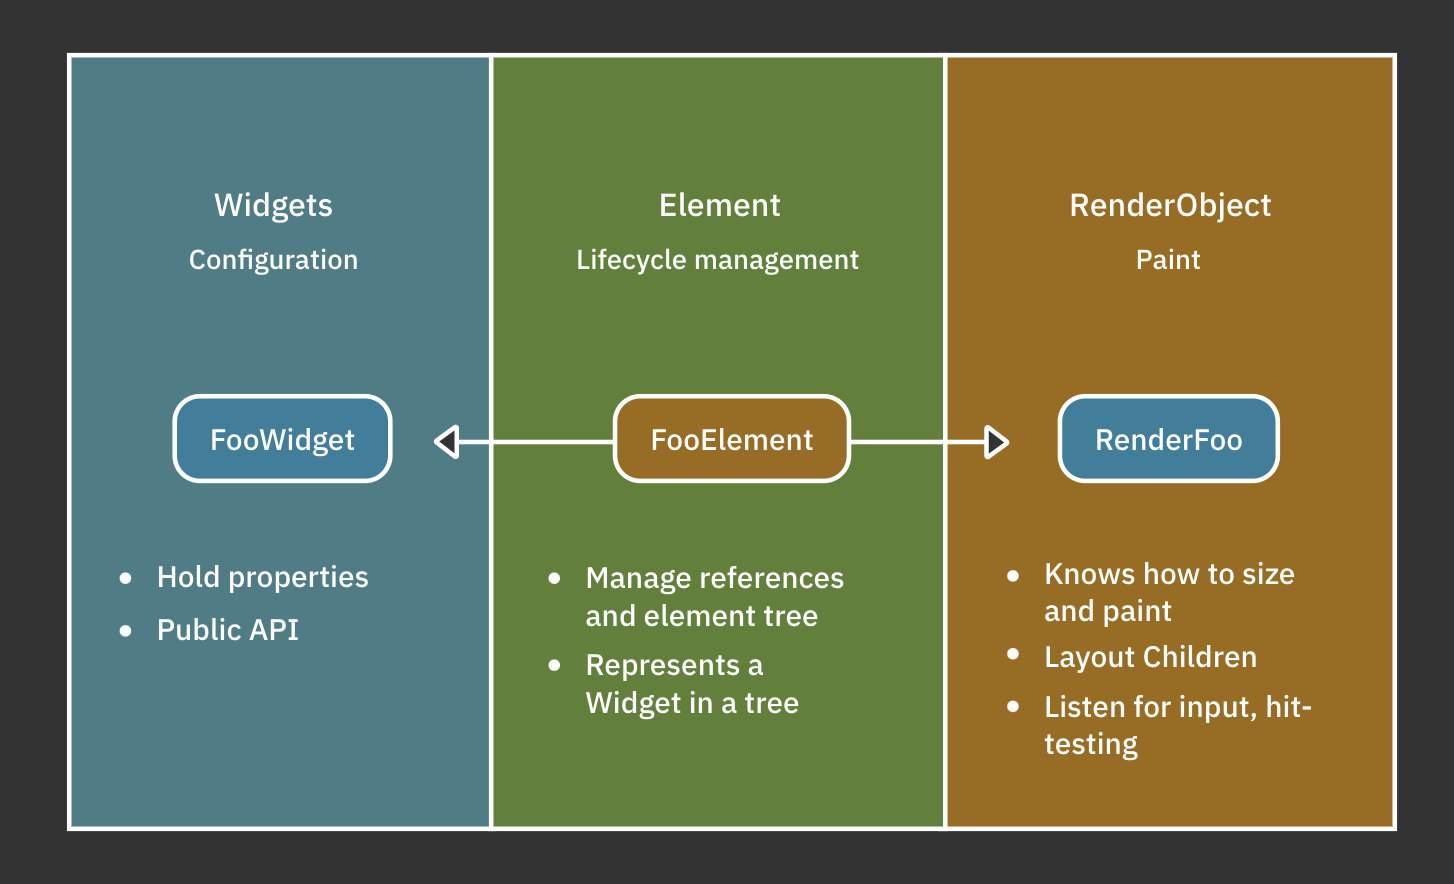 Widgets
Configuration
FooWidget
Hold properties
Public API
Element
Lifecycle management
FooElement
Manage references
and element tree
Represents a
Widget in a tree
RenderObject
Paint
RenderFoo
Knows how to size
and paint
Layout Children
Listen for input, hit-
testing